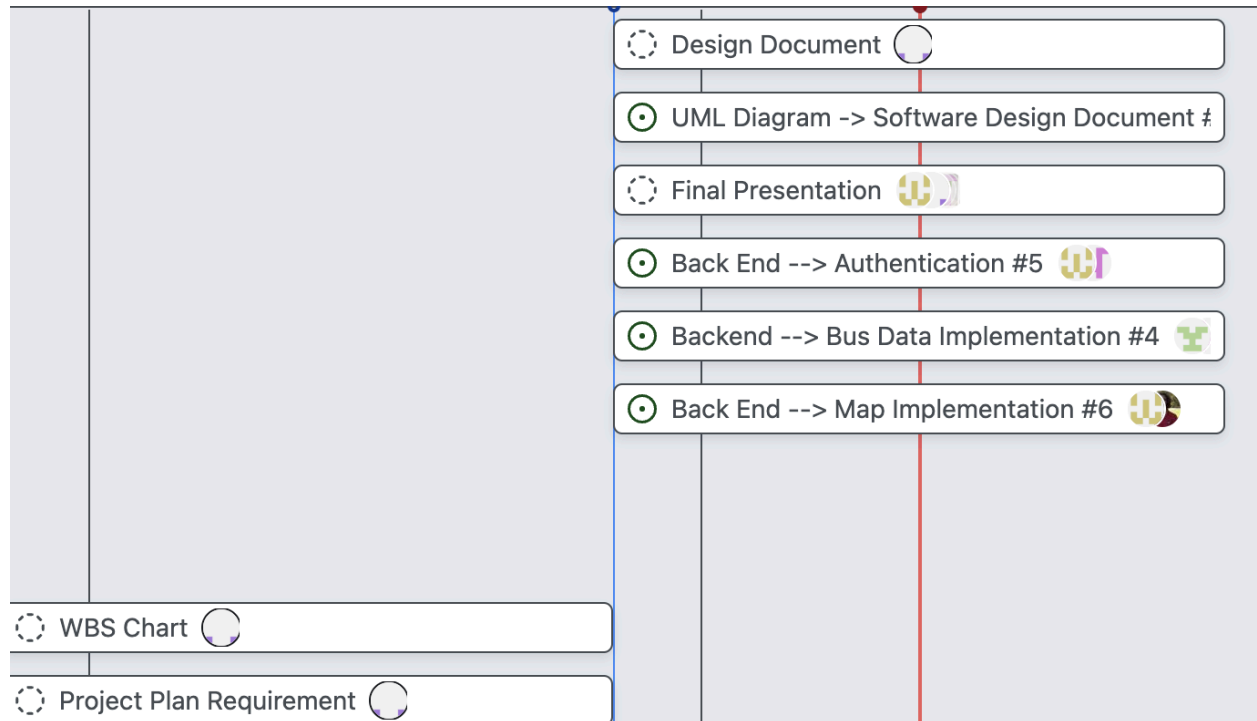 Design Document
UML Diagram -> Software Design Document
Final Presentation
Back End --> Authentication #5
Backend --> Bus Data Implementation #4
Back End --> Map Implementation #6
WBS Chart
Project Plan Requirement